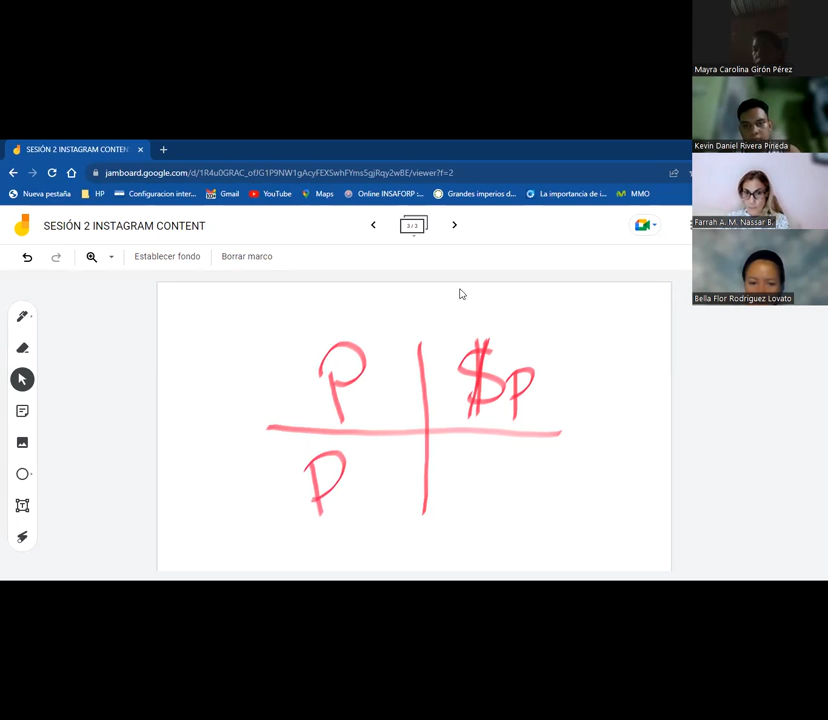 SESIÓN 2 INSTAGRAM CONTEN
jamboard.google.com/d/1R4u0GRAC_ofJG1P9NW1gAcyFEXSwhFYmsSgjRqy2wBE/viewer?f=2
Nueva pestaña HP Configuracion inter... Gmail YouTube Maps Online INSAFORP :... Grandes imperios d... La importancia de i... MMO
SESIÓN 2 INSTAGRAM CONTENT
3 / 3
Establecer fondo Borrar marco
P $P
P
Mayra Carolina Girón Pérez
Kevin Daniel Rivera Pineda
Farrah A. M. Nassar B.
Bella Flor Rodriguez Lovato